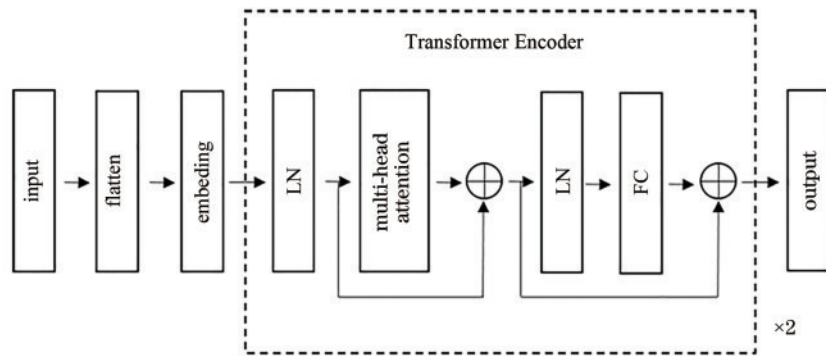 Transformer Encoder
input
flatten
embeding
LN
multi-head
attention
LN
FC
output
×2